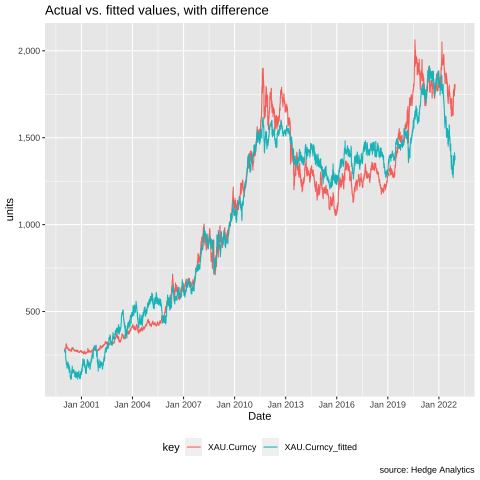 Actual vs. fitted values, with difference
units
2,000
1,500
1,000
500
Jan 2001 Jan 2004 Jan 2007 Jan 2010 Jan 2013 Jan 2016 Jan 2019 Jan 2022
Date
key XAU.Curncy XAU.Curncy_fitted
source: Hedge Analytics